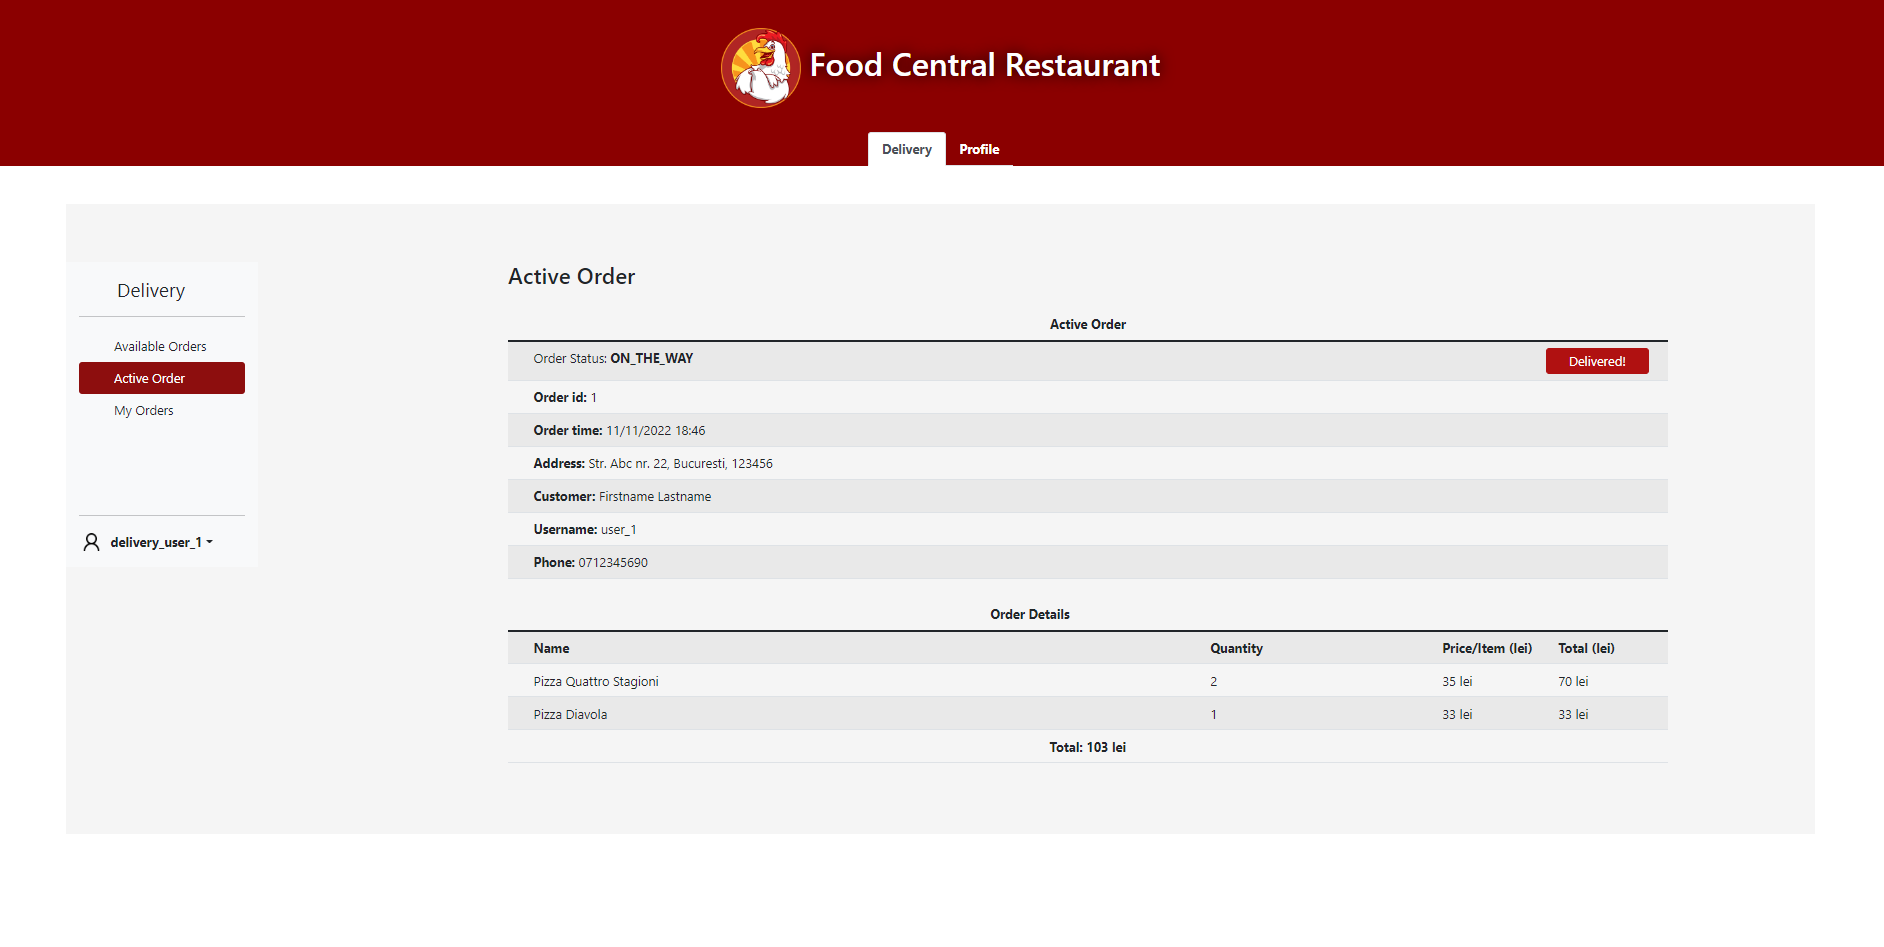 Food Central Restaurant
Delivery Profile
Delivery
Available Orders
Active Order
My Orders
delivery_user_1
Active Order
Active Order
Order Status: ON_THE_WAY Delivered!
Order id: 1
Order time: 11/11/2022 18:46
Address: Str. Abc nr. 22, Bucuresti, 123456
Customer: Firstname Lastname
Username: user_1
Phone: 0712345690
Order Details
Name Quantity Price/Item (lei) Total (lei)
Pizza Quattro Stagioni 2 35 lei 70 lei
Pizza Diavola 1 33 lei 33 lei
Total: 103 lei